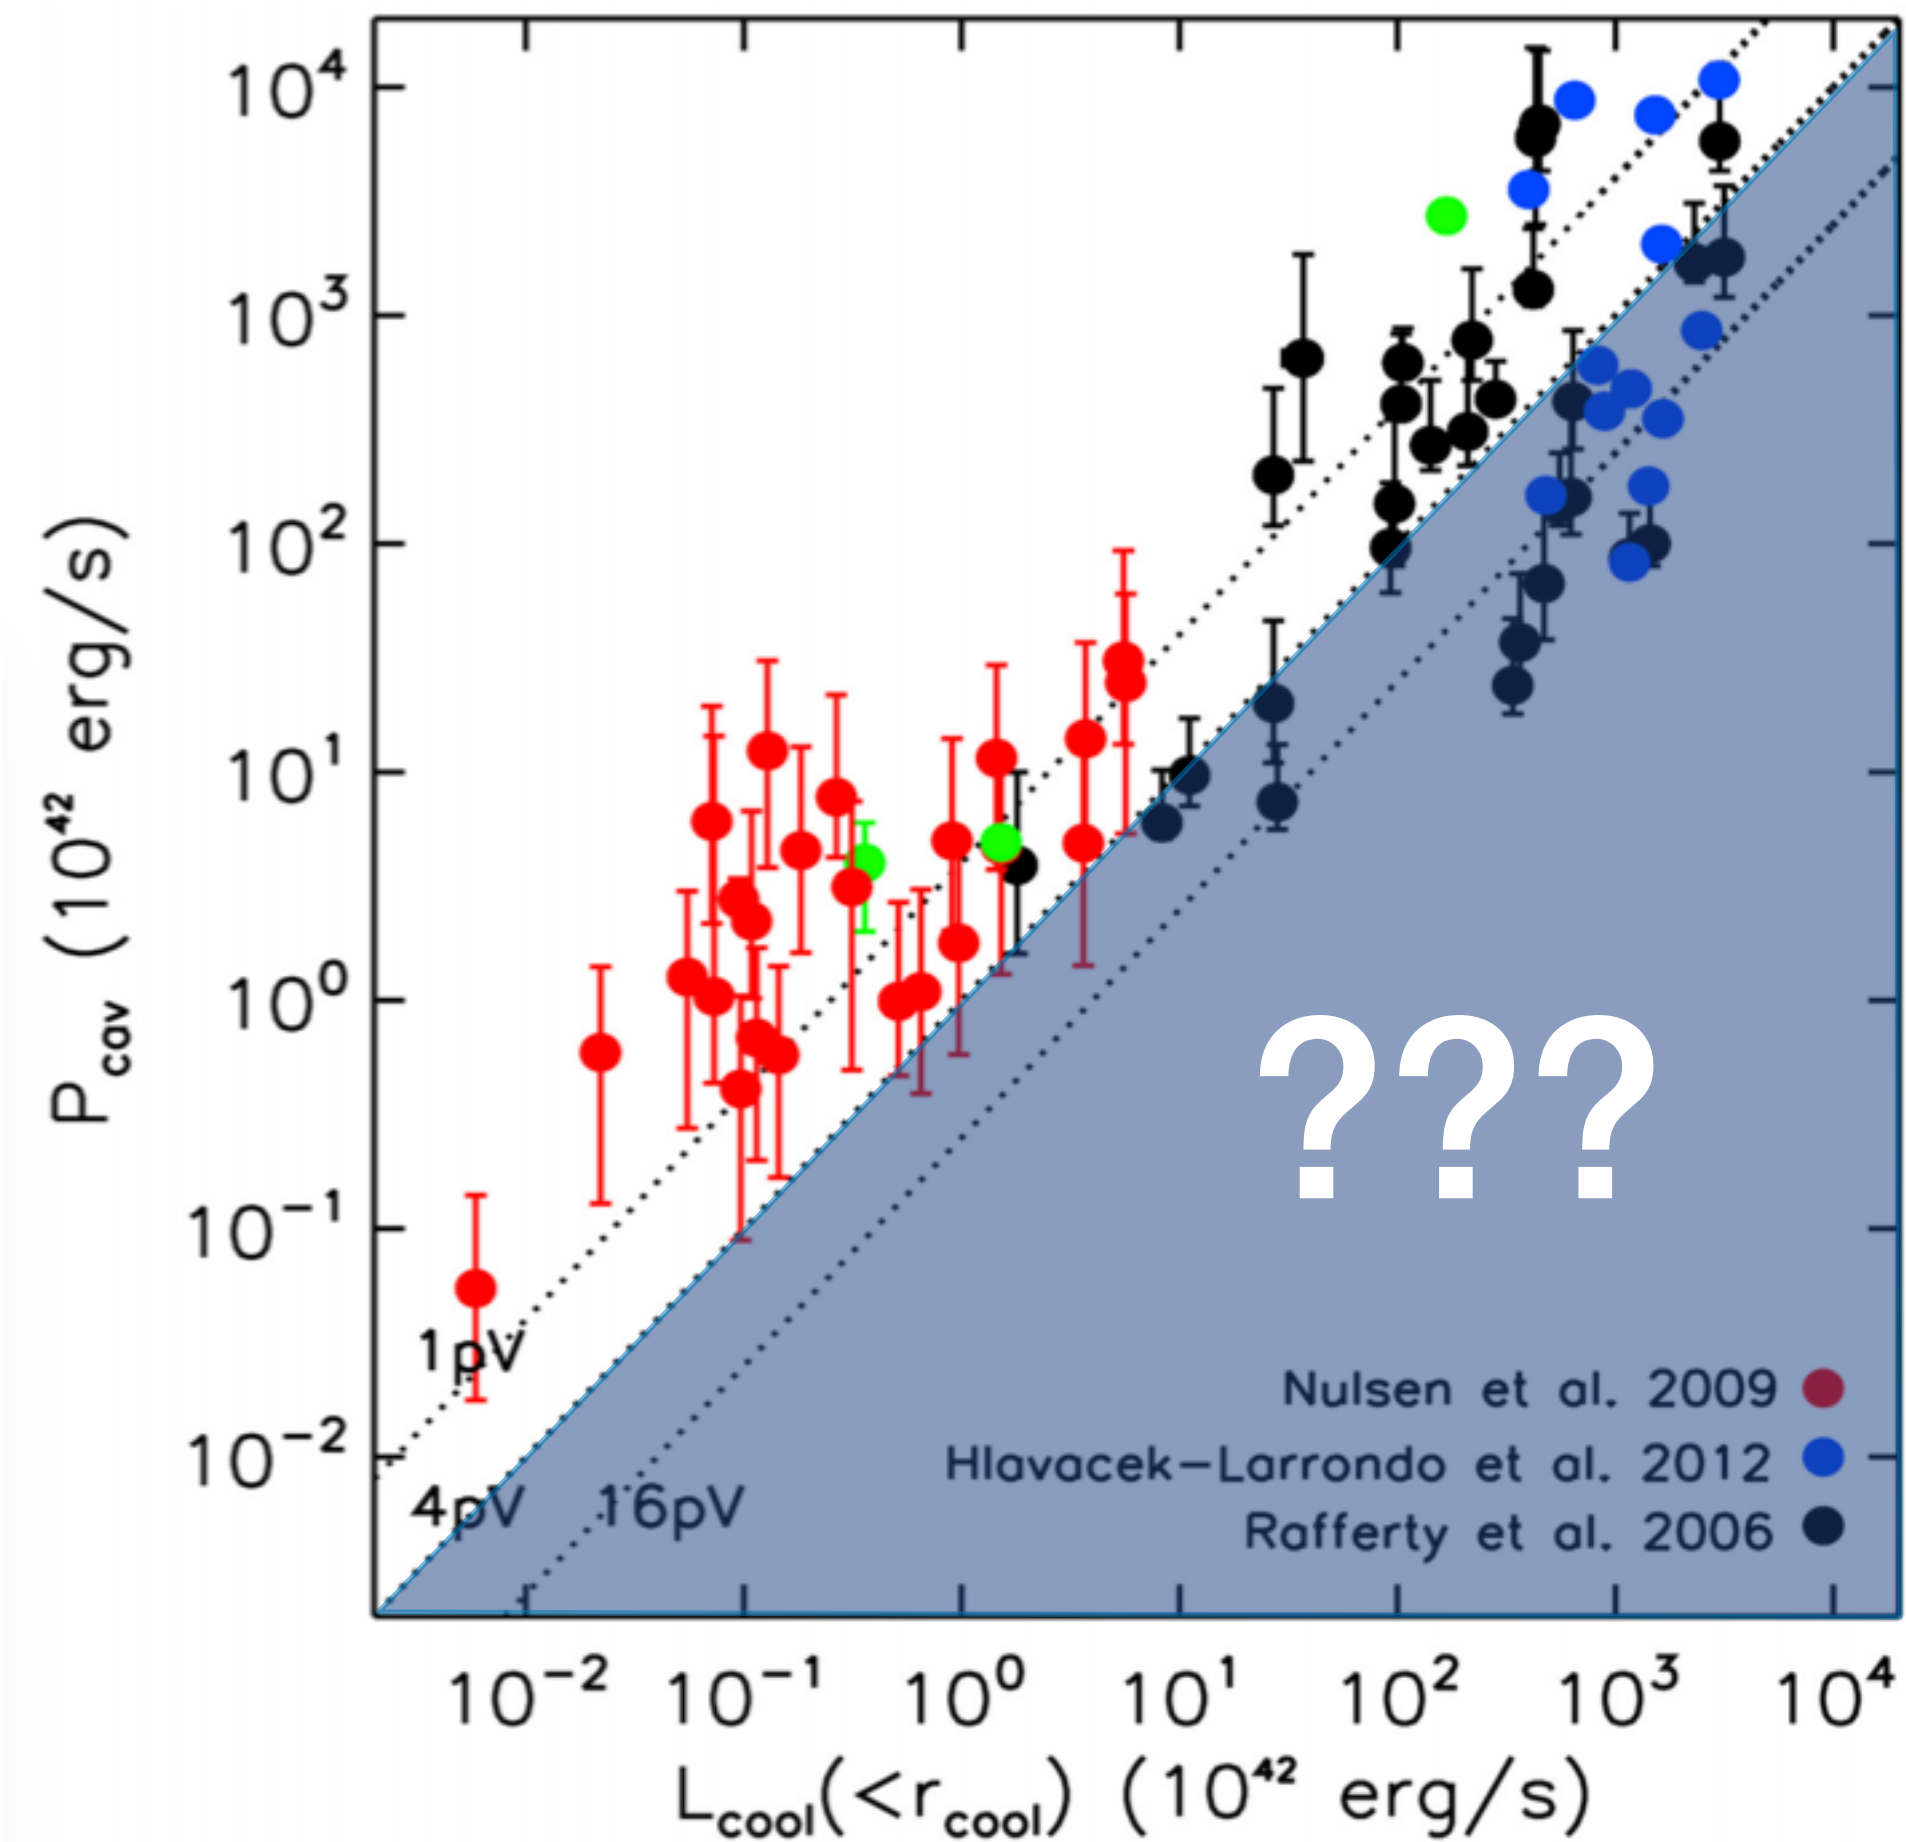 10⁴
10³
10²
10¹
10⁰
10⁻¹
10⁻²
P_cav (10⁴² erg/s)
???
1pV
4pV
16pV
Nulsen et al. 2009
Hlavacek-Larrondo et al. 2012
Rafferty et al. 2006
10⁻² 10⁻¹ 10⁰ 10¹ 10² 10³ 10⁴
L_cool(<r_cool) (10⁴² erg/s)